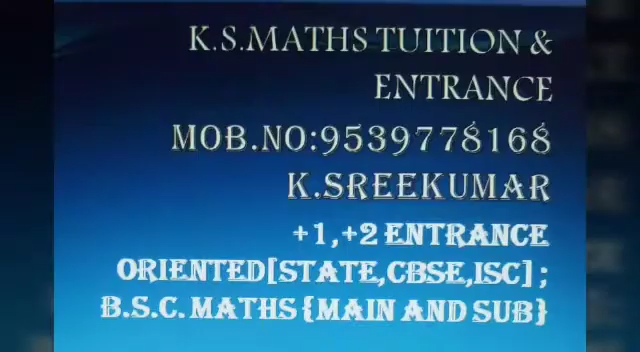 K.S.MATHS TUITION &
ENTRANCE
MOB.NO:9539778168
K.SREEKUMAR
+1,+2 ENTRANCE
ORIENTED[STATE,CBSE,ISC] ;
B.S.C. MATHS {MAIN AND SUB}